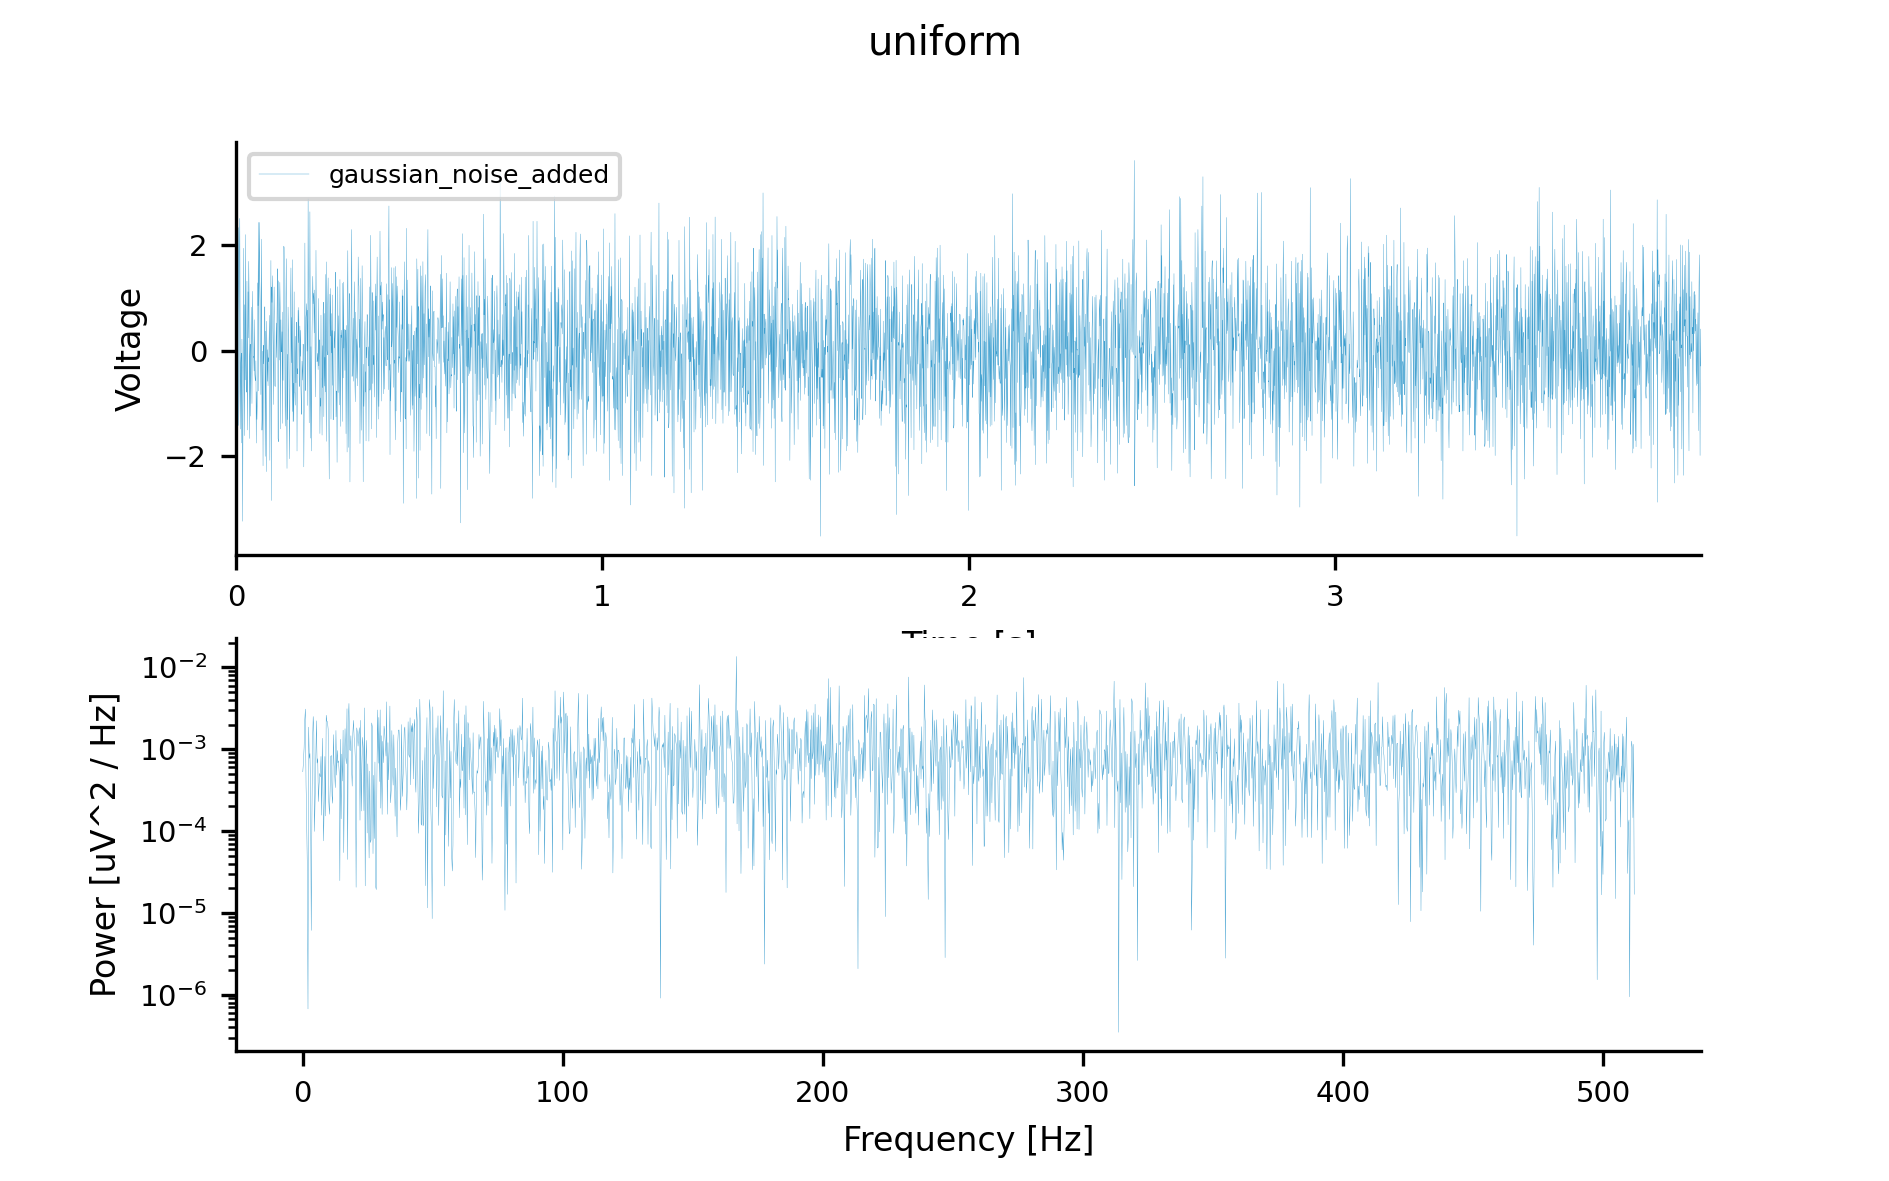 uniform
gaussian_noise_added
Voltage
2
0
−2
0 1 2 3
Time [s]
Power [uV^2 / Hz]
10⁻²
10⁻³
10⁻⁴
10⁻⁵
10⁻⁶
0 100 200 300 400 500
Frequency [Hz]